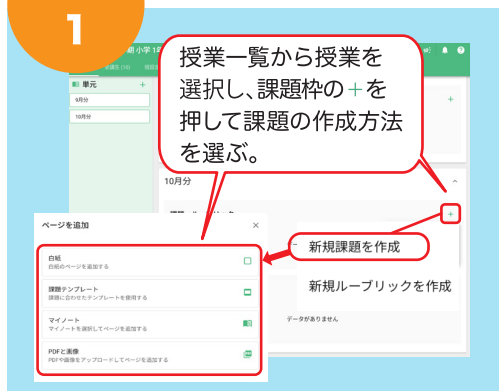 1
期 小学 1年
授業一覧から授業を
選択し、課題枠の+を
押して課題の作成方法
を選ぶ。
単元 +
9月分
10月分
+
10月分
+
新規課題を作成
新規ルーブリックを作成
データがありません
ページを追加 ×
白紙
白紙のページを追加する
課題テンプレート
課題に合わせたテンプレートを使用する
マイノート
マイノートを選択してページを追加する
PDFと画像
PDFや画像をアップロードしてページを追加する